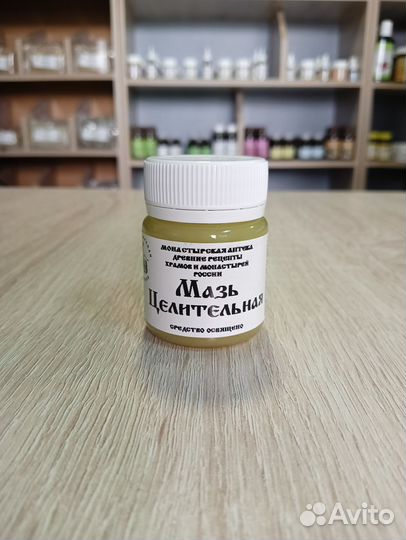 МОНАСТЫРСКАЯ АПТЕКА
ДРЕВНИЕ РЕЦЕПТЫ
ХРАМОВ И МОНАСТЫРЕЙ
РОССИИ
МАЗЬ
ЦЕЛИТЕЛЬНАЯ
СРЕДСТВО ОСВЯЩЕНО
Avito